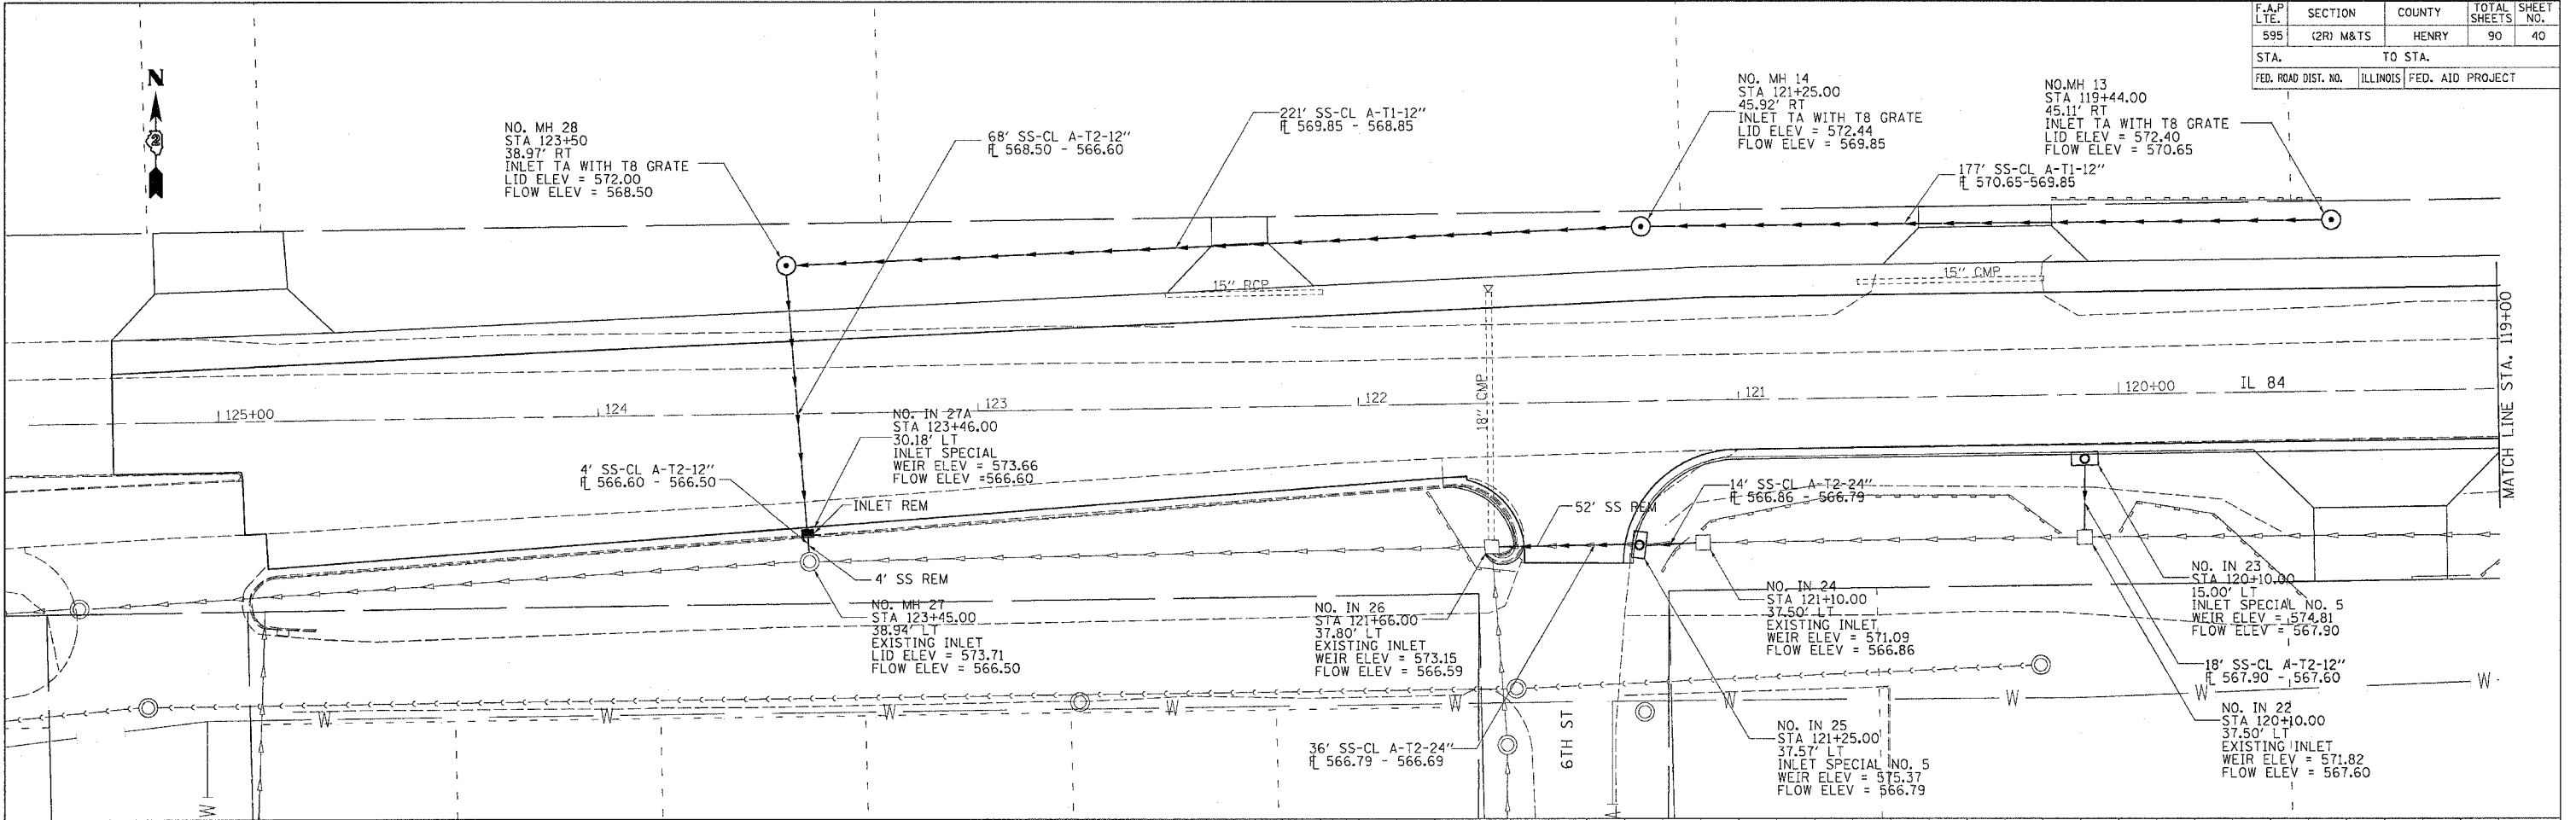 F.A.P LTE. SECTION COUNTY TOTAL SHEETS SHEET NO.
595 (2R) M&TS HENRY 90 40
STA. TO STA.
FED. ROAD DIST. NO. ILLINOIS FED. AID PROJECT
N
2
NO. MH 28
STA 123+50
38.97' RT
INLET TA WITH T8 GRATE
LID ELEV = 572.00
FLOW ELEV = 568.50
68' SS-CL A-T2-12"
FL 568.50 - 566.60
221' SS-CL A-T1-12"
FL 569.85 - 568.85
NO. MH 14
STA 121+25.00
45.92' RT
INLET TA WITH T8 GRATE
LID ELEV = 572.44
FLOW ELEV = 569.85
NO.MH 13
STA 119+44.00
45.11' RT
INLET TA WITH T8 GRATE
LID ELEV = 572.40
FLOW ELEV = 570.65
177' SS-CL A-T1-12"
FL 570.65-569.85
15" RCP
15" CMP
18" CMP
MATCH LINE STA. 119+00
125+00
124
123
122
121
120+00
IL 84
NO. IN 27A
STA 123+46.00
30.18' LT
INLET SPECIAL
WEIR ELEV = 573.66
FLOW ELEV =566.60
4' SS-CL A-T2-12"
FL 566.60 - 566.50
INLET REM
4' SS REM
52' SS REM
14' SS-CL A-T2-24"
FL 566.86 - 566.79
NO. MH 27
STA 123+45.00
38.94' LT
EXISTING INLET
LID ELEV = 573.71
FLOW ELEV = 566.50
NO. IN 26
STA 121+66.00
37.80' LT
EXISTING INLET
WEIR ELEV = 573.15
FLOW ELEV = 566.59
NO. IN 24
STA 121+10.00
37.50' LT
EXISTING INLET
WEIR ELEV = 571.09
FLOW ELEV = 566.86
NO. IN 23
STA 120+10.00
15.00' LT
INLET SPECIAL NO. 5
WEIR ELEV = 574.81
FLOW ELEV = 567.90
18' SS-CL A-T2-12"
FL 567.90 - 567.60
NO. IN 22
STA 120+10.00
37.50' LT
EXISTING INLET
WEIR ELEV = 571.82
FLOW ELEV = 567.60
NO. IN 25
STA 121+25.00
37.57' LT
INLET SPECIAL NO. 5
WEIR ELEV = 575.37
FLOW ELEV = 566.79
36' SS-CL A-T2-24"
FL 566.79 - 566.69
6TH ST
W
W
W
W
W
W
W
W
W
W